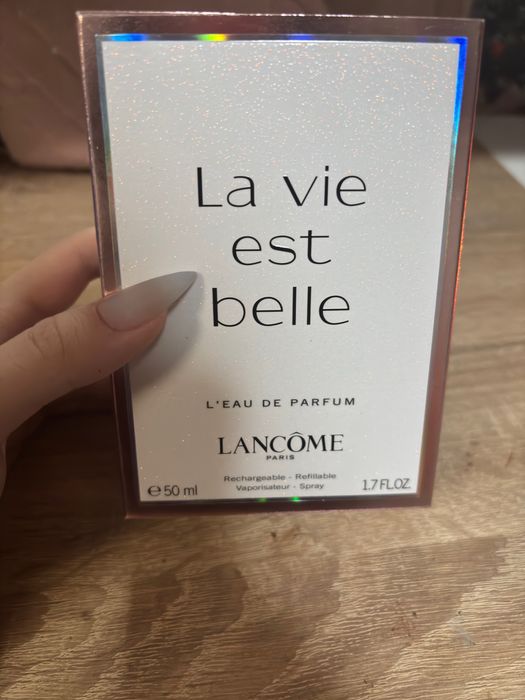 La vie
est
belle
L'EAU DE PARFUM
LANCÔME
PARIS
Rechargeable - Refillable
Vaporisateur - Spray
℮ 50 ml
1.7 FL.OZ.